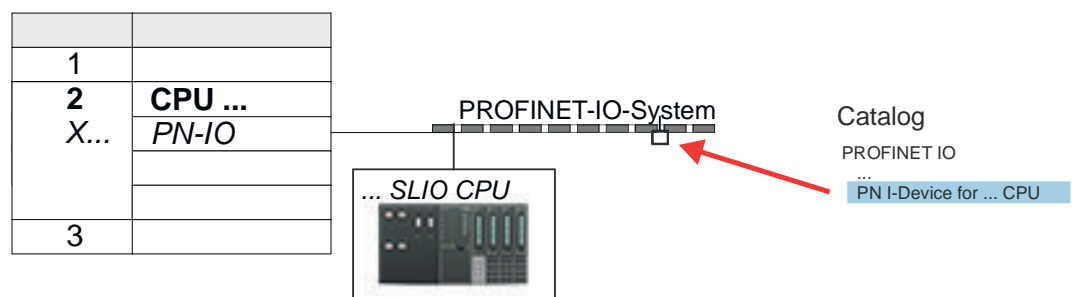 1
2 CPU ...
X... PN-IO
3
PROFINET-IO-System
... SLIO CPU
Catalog
PROFINET IO
...
PN I-Device for ... CPU